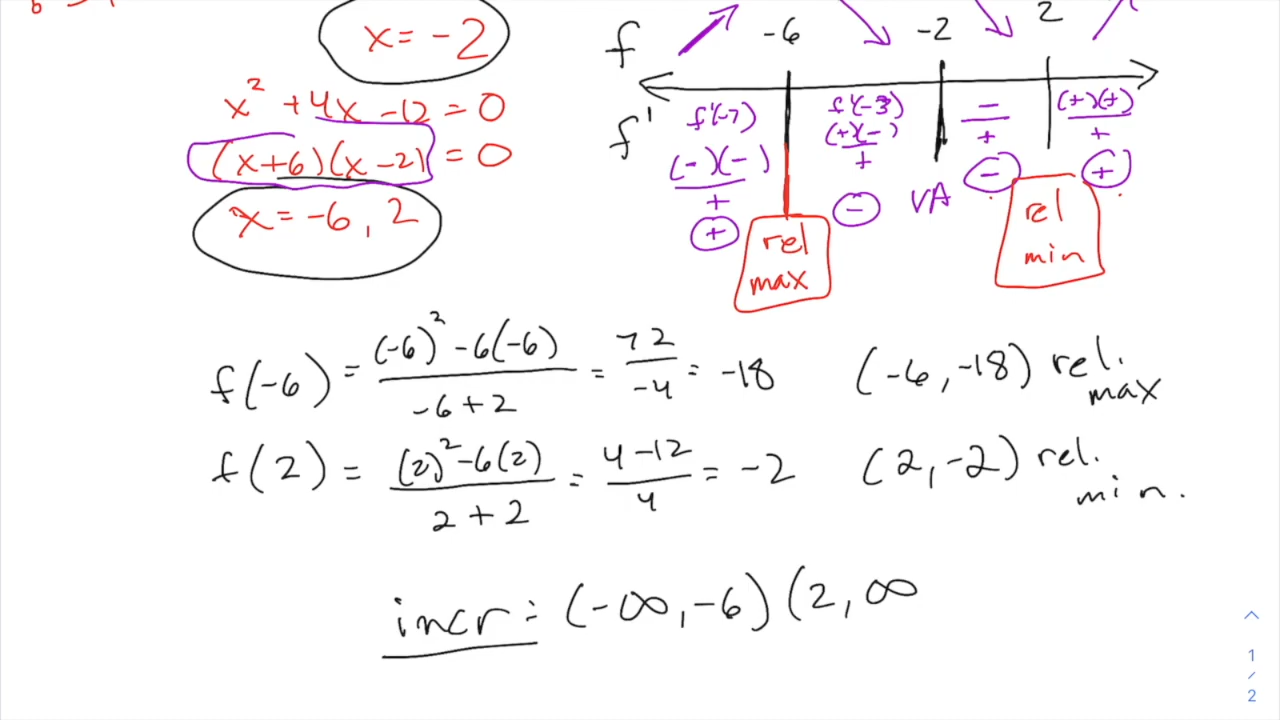 x = -2
x² + 4x - 12 = 0
(x+6)(x-2) = 0
x = -6, 2
f -6 -2 2
f'
f'(-7) f'(-3) — (+)(+)
(-)(-) (+)(-) + +
+ +
+ - VA - +
rel max
rel min
f(-6) = (-6)² - 6(-6) / -6+2 = 72 / -4 = -18 (-6, -18) rel. max
f(2) = (2)² - 6(2) / 2+2 = 4-12 / 4 = -2 (2, -2) rel. min.
incr: (-∞, -6) (2, ∞
1
/
2